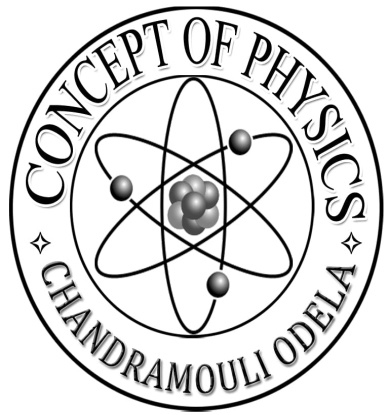 CONCEPT OF PHYSICS
CHANDRAMOULI ODELA